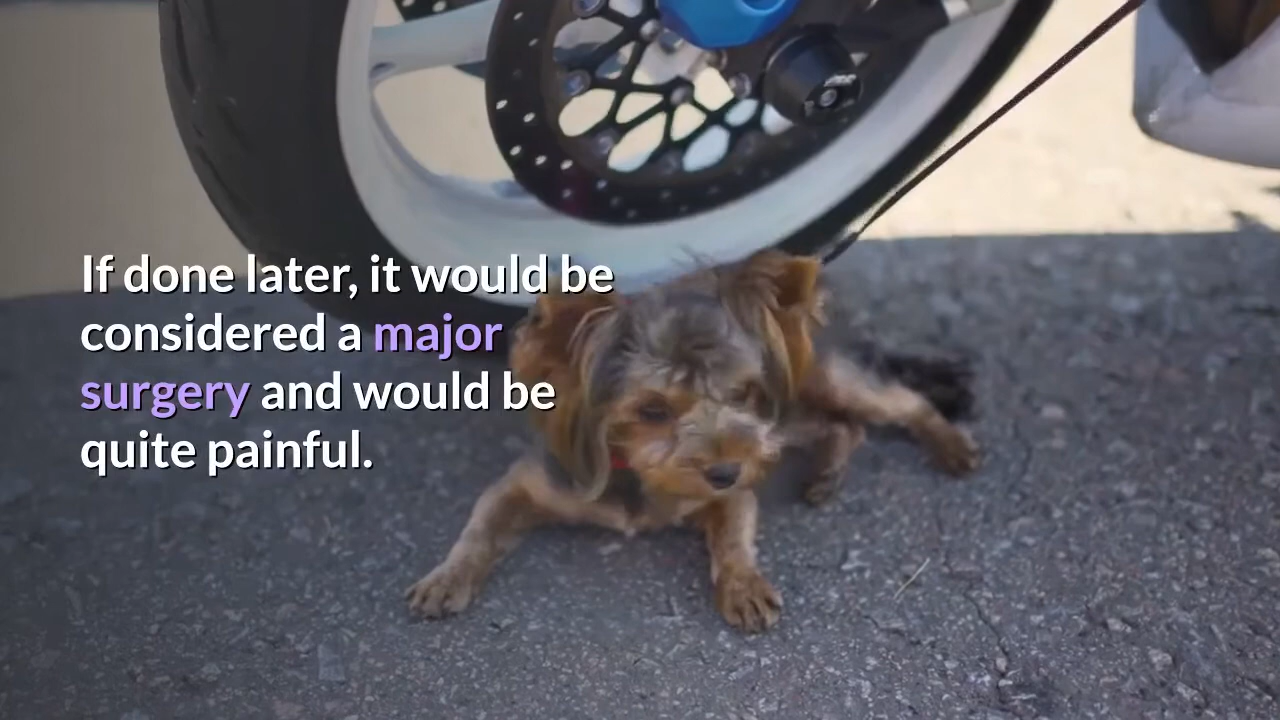 If done later, it would be
considered a major
surgery and would be
quite painful.